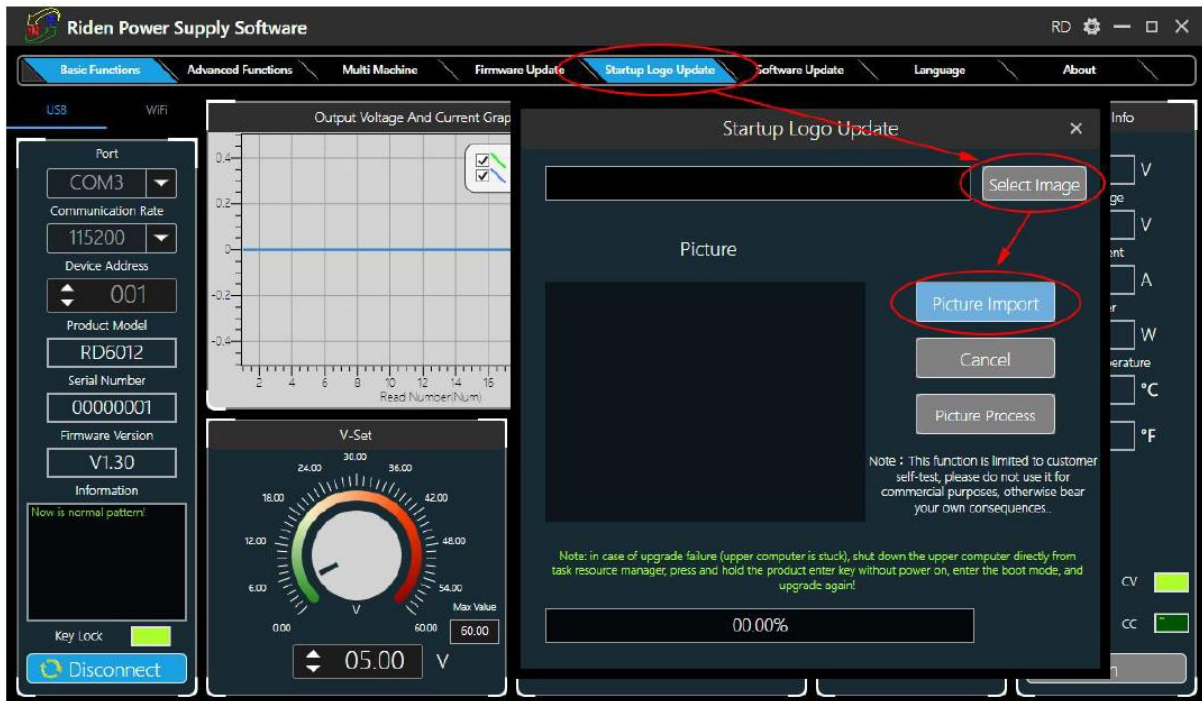 Riden Power Supply Software
RD
Basic Functions
Advanced Functions
Multi Machine
Firmware Update
Startup Logo Update
Software Update
Language
About
USB
WiFi
Port
COM3
Communication Rate
115200
Device Address
001
Product Model
RD6012
Serial Number
00000001
Firmware Version
V1.30
Information
Now is normal pattern!
Key Lock
Disconnect
Output Voltage And Current Grap
0.4
0.2
0
-0.2
-0.4
2 4 6 8 10 12 14 16
Read Number(Num)
V-Set
0.00
6.00
12.00
18.00
24.00
30.00
36.00
42.00
48.00
54.00
60.00
V
Max Value
60.00
05.00 V
Startup Logo Update
Select Image
Picture
Picture Import
Cancel
Picture Process
Note : This function is limited to customer
self-test, please do not use it for
commercial purposes, otherwise bear
your own consequences..
Note: in case of upgrade failure (upper computer is stuck), shut down the upper computer directly from
task resource manager, press and hold the product enter key without power on, enter the boot mode, and
upgrade again!
00.00%
Info
V
ge
V
ent
A
er
W
erature
°C
°F
CV
CC